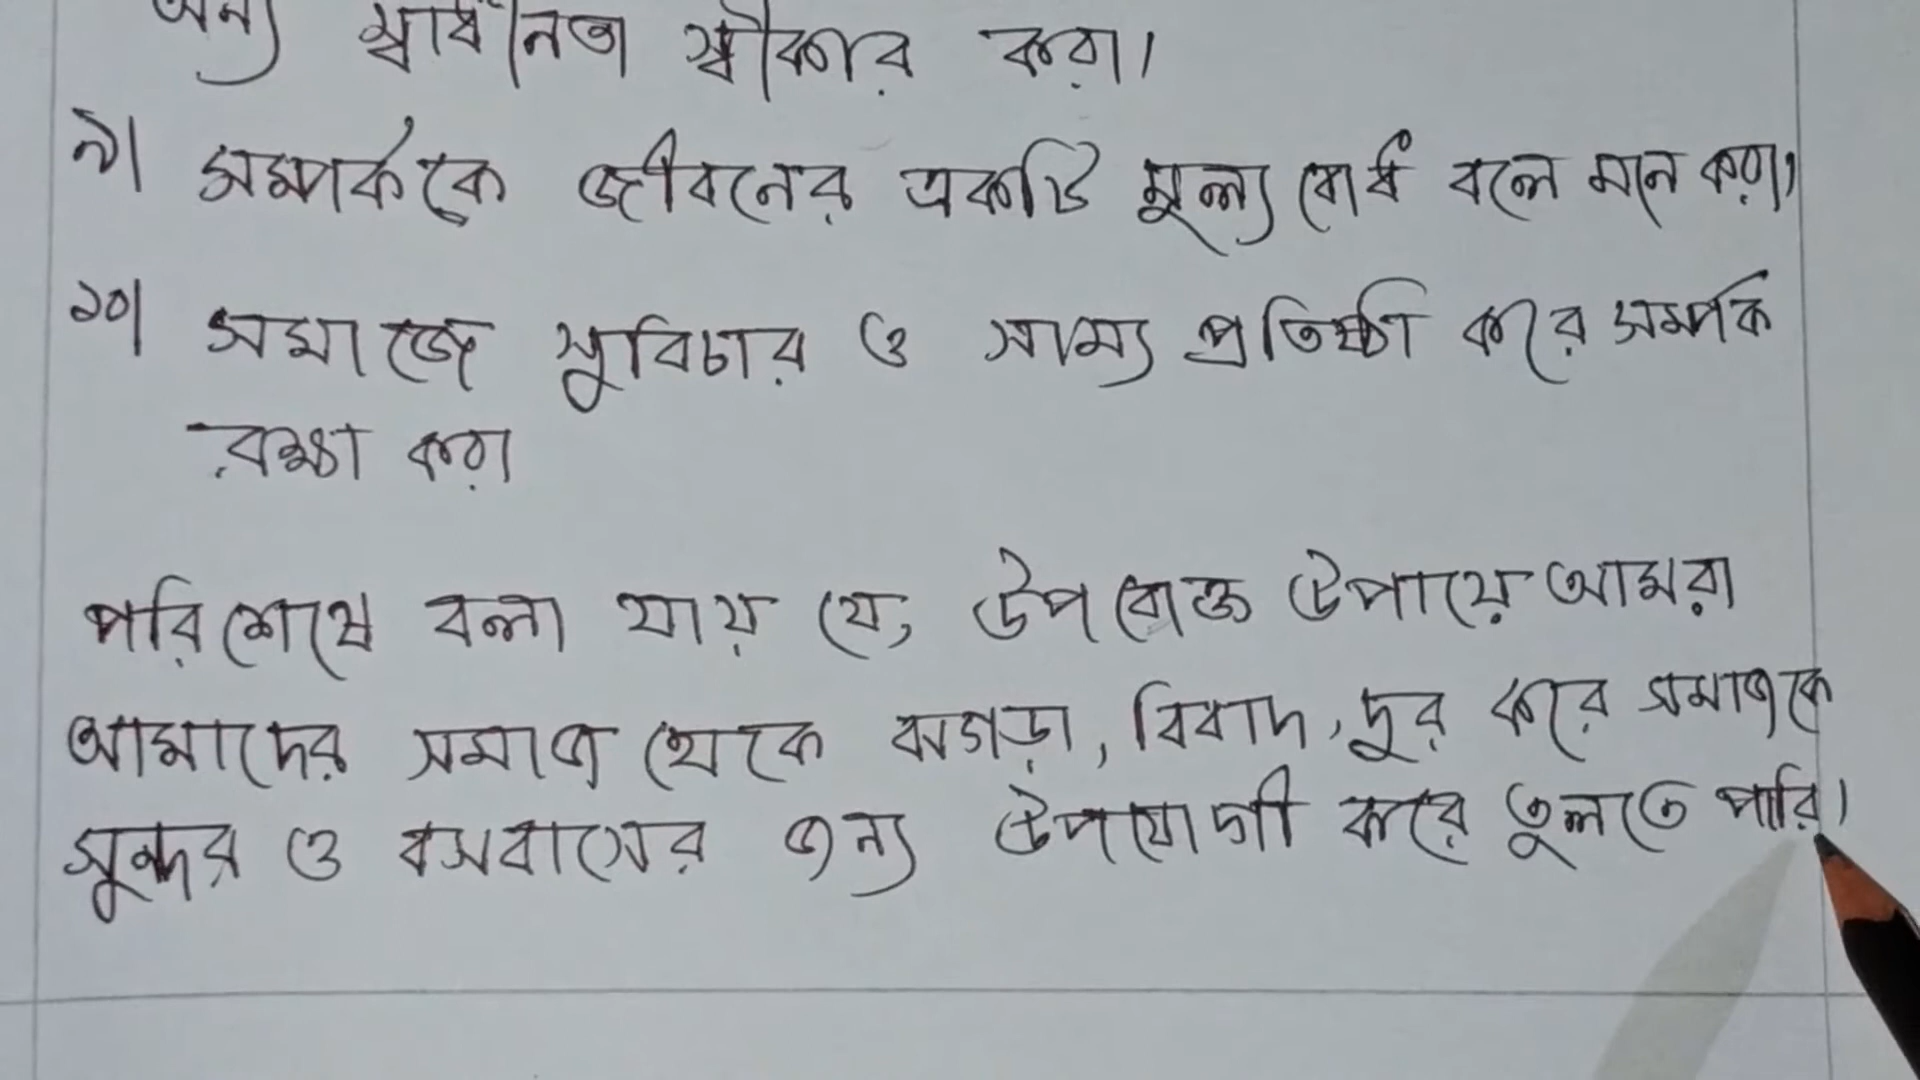 অন্য স্বাধীনতা স্বীকার করা।
৯। সম্পর্ককে জীবনের একটি মূল্য বোধ বলে মনে করা।
১০। সমাজে সুবিচার ও সাম্য প্রতিষ্ঠা করে সম্পর্ক
রক্ষা করা
পরিশেষে বলা যায় যে, উপরোক্ত উপায়ে আমরা
আমাদের সমাজ থেকে ঝগড়া, বিবাদ, দুর করে সমাজকে
সুন্দর ও বসবাসের জন্য উপযোগী করে তুলতে পারি।